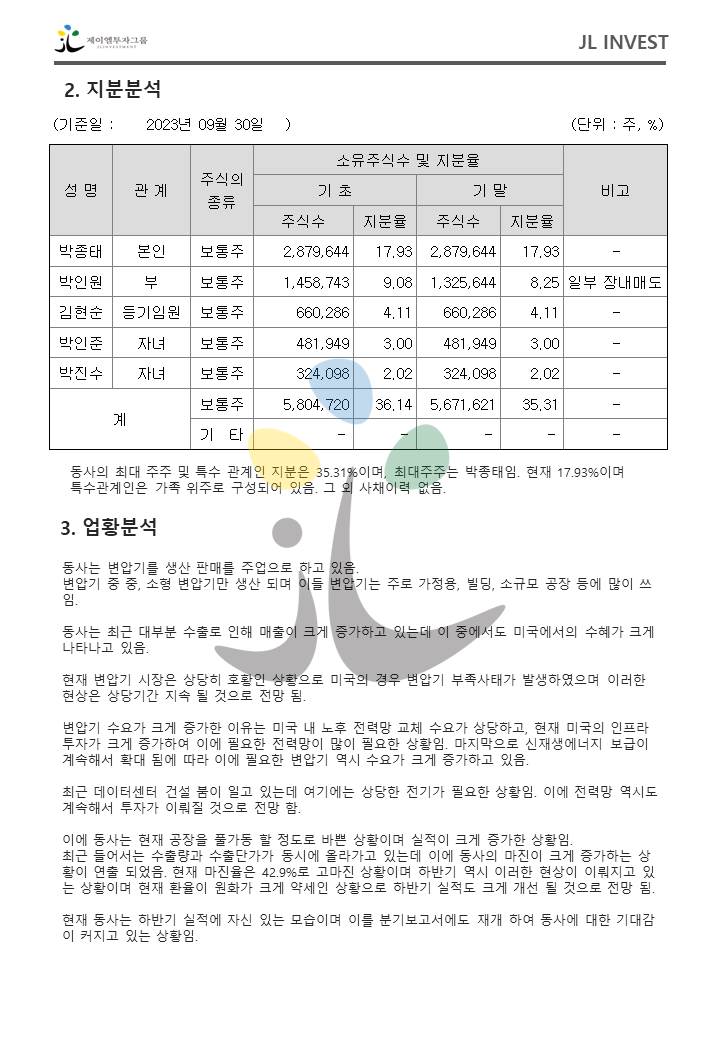 제이엘투자그룹
JLINVESTMENT
JL INVEST
2. 지분분석
(기준일 : 2023년 09월 30일 ) (단위 : 주, %)
성 명 관 계 주식의 종류 소유주식수 및 지분율 비고
기 초 기 말
주식수 지분율 주식수 지분율
박종태 본인 보통주 2,879,644 17.93 2,879,644 17.93 -
박인원 부 보통주 1,458,743 9.08 1,325,644 8.25 일부 장내매도
김현순 등기임원 보통주 660,286 4.11 660,286 4.11 -
박인준 자녀 보통주 481,949 3.00 481,949 3.00 -
박진수 자녀 보통주 324,098 2.02 324,098 2.02 -
계 보통주 5,804,720 36.14 5,671,621 35.31 -
기 타 - - - - -
동사의 최대 주주 및 특수 관계인 지분은 35.31%이며, 최대주주는 박종태임. 현재 17.93%이며
특수관계인은 가족 위주로 구성되어 있음. 그 외 사채이력 없음.
3. 업황분석
동사는 변압기를 생산 판매를 주업으로 하고 있음.
변압기 중 중, 소형 변압기만 생산 되며 이들 변압기는 주로 가정용, 빌딩, 소규모 공장 등에 많이 쓰
임.
동사는 최근 대부분 수출로 인해 매출이 크게 증가하고 있는데 이 중에서도 미국에서의 수혜가 크게
나타나고 있음.
현재 변압기 시장은 상당히 호황인 상황으로 미국의 경우 변압기 부족사태가 발생하였으며 이러한
현상은 상당기간 지속 될 것으로 전망 됨.
변압기 수요가 크게 증가한 이유는 미국 내 노후 전력망 교체 수요가 상당하고, 현재 미국의 인프라
투자가 크게 증가하여 이에 필요한 전력망이 많이 필요한 상황임. 마지막으로 신재생에너지 보급이
계속해서 확대 됨에 따라 이에 필요한 변압기 역시 수요가 크게 증가하고 있음.
최근 데이터센터 건설 붐이 일고 있는데 여기에는 상당한 전기가 필요한 상황임. 이에 전력망 역시도
계속해서 투자가 이뤄질 것으로 전망 함.
이에 동사는 현재 공장을 풀가동 할 정도로 바쁜 상황이며 실적이 크게 증가한 상황임.
최근 들어서는 수출량과 수출단가가 동시에 올라가고 있는데 이에 동사의 마진이 크게 증가하는 상
황이 연출 되었음. 현재 마진율은 42.9%로 고마진 상황이며 하반기 역시 이러한 현상이 이뤄지고 있
는 상황이며 현재 환율이 원화가 크게 약세인 상황으로 하반기 실적도 크게 개선 될 것으로 전망 됨.
현재 동사는 하반기 실적에 자신 있는 모습이며 이를 분기보고서에도 재개 하여 동사에 대한 기대감
이 커지고 있는 상황임.